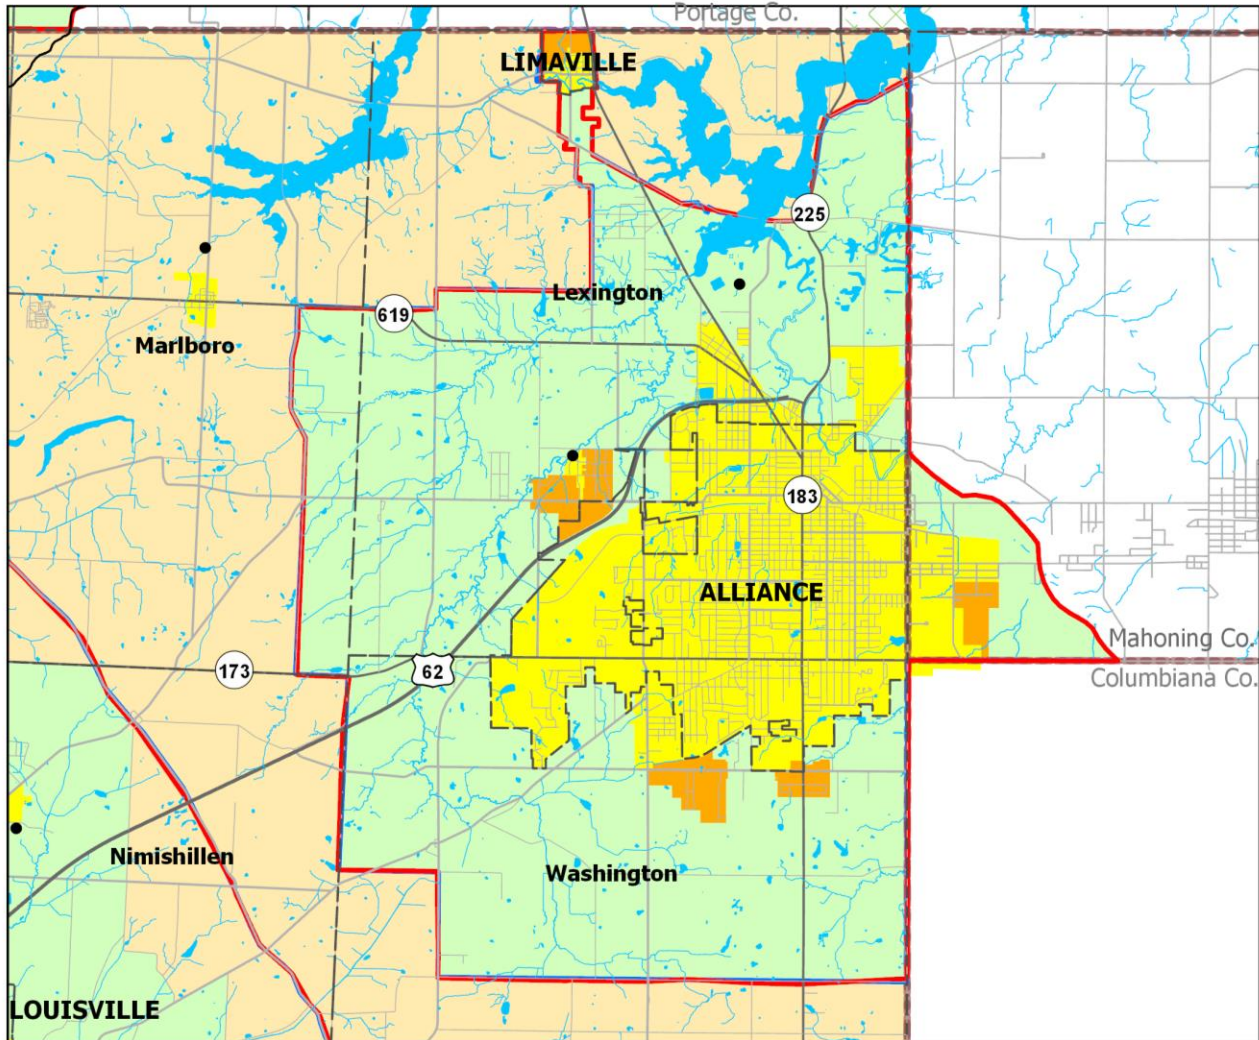 Portage Co.
LIMAVILLE
225
Lexington
619
Marlboro
183
ALLIANCE
Mahoning Co.
173
62
Columbiana Co.
Nimishillen
Washington
LOUISVILLE